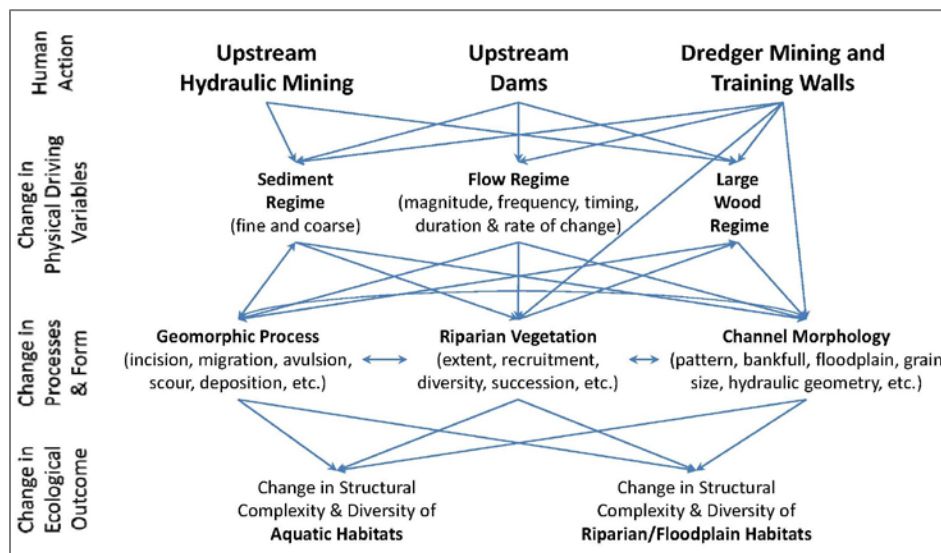 Human
Action
Upstream
Hydraulic Mining
Upstream
Dams
Dredger Mining and
Training Walls
Change in
Physical Driving
Variables
Sediment
Regime
(fine and coarse)
Flow Regime
(magnitude, frequency, timing,
duration & rate of change)
Large
Wood
Regime
Change in
Processes
& Form
Geomorphic Process
(incision, migration, avulsion,
scour, deposition, etc.)
Riparian Vegetation
(extent, recruitment,
diversity, succession, etc.)
Channel Morphology
(pattern, bankfull, floodplain, grain
size, hydraulic geometry, etc.)
Change in
Ecological
Outcome
Change in Structural
Complexity & Diversity of
Aquatic Habitats
Change in Structural
Complexity & Diversity of
Riparian/Floodplain Habitats